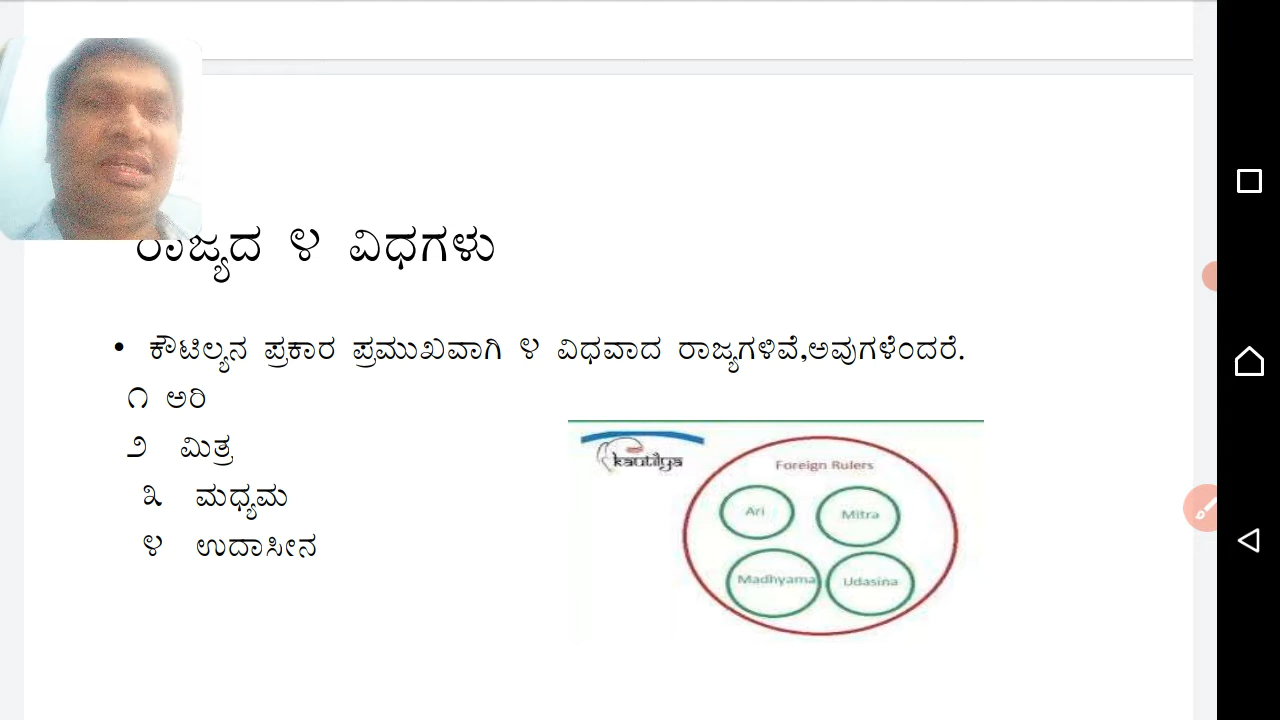 ರಾಜ್ಯದ ೪ ವಿಧಗಳು
• ಕೌಟಿಲ್ಯನ ಪ್ರಕಾರ ಪ್ರಮುಖವಾಗಿ ೪ ವಿಧವಾದ ರಾಜ್ಯಗಳಿವೆ,ಅವುಗಳೆಂದರೆ.
೧ ಅರಿ
೨ ಮಿತ್ರ
೩ ಮಧ್ಯಮ
೪ ಉದಾಸೀನ
kautilya
Foreign Rulers
Ari
Mitra
Madhyama
Udasina